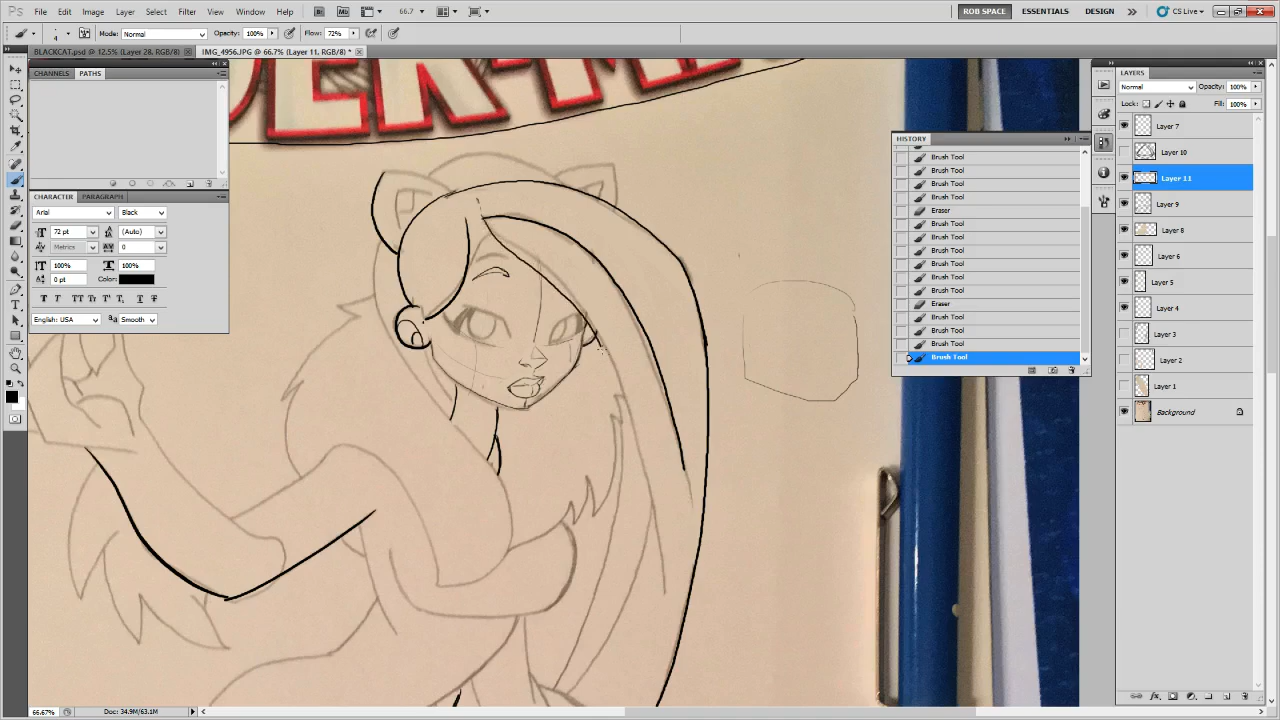 Ps File Edit Image Layer Select Filter View Window Help Br Mb 66.7 ROB SPACE ESSENTIALS DESIGN CS Live
Mode: Normal Opacity: 100% Flow: 72%
BLACKCAT.psd @ 12.5% (Layer 28, RGB/8) IMG_4956.JPG @ 66.7% (Layer 11, RGB/8) *
CHANNELS PATHS
CHARACTER PARAGRAPH
Arial Black
72 pt (Auto)
Metrics 0
100% 100%
0 pt Color:
English: USA Smooth
HISTORY
Brush Tool
Brush Tool
Brush Tool
Brush Tool
Eraser
Brush Tool
Brush Tool
Brush Tool
Brush Tool
Brush Tool
Brush Tool
Eraser
Brush Tool
Brush Tool
Brush Tool
Brush Tool
LAYERS
Normal Opacity: 100%
Lock: Fill: 100%
Layer 7
Layer 10
Layer 11
Layer 9
Layer 8
Layer 6
Layer 5
Layer 4
Layer 3
Layer 2
Layer 1
Background
66.67% Doc: 34.9M/63.1M